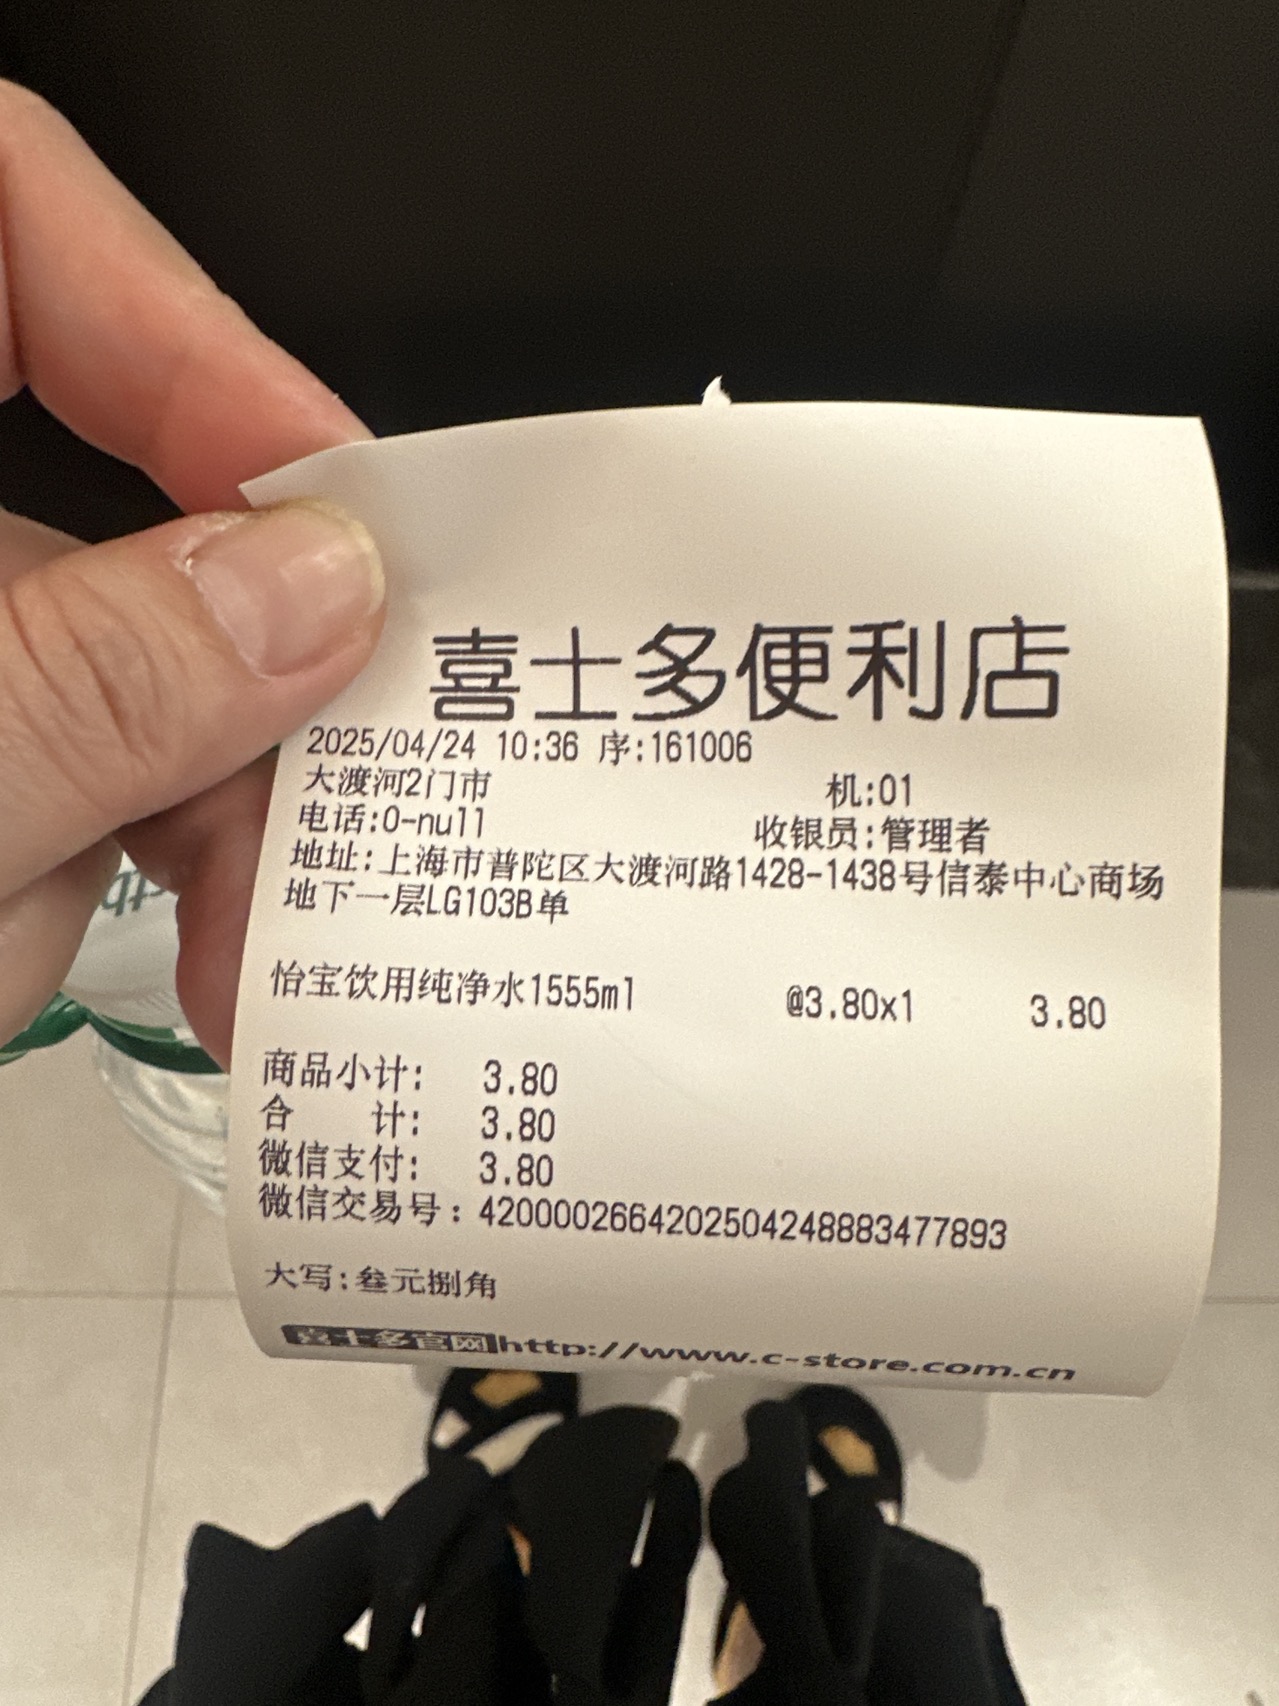 喜士多便利店
2025/04/24 10:36 序:161006
大渡河2门市 机:01
电话:0-null 收银员:管理者
地址:上海市普陀区大渡河路1428-1438号信泰中心商场
地下一层LG103B单
怡宝饮用纯净水1555ml @3.80x1 3.80
商品小计: 3.80
合 计: 3.80
微信支付: 3.80
微信交易号: 4200002664202504248883477893
大写:叁元捌角
喜士多官网http://www.c-store.com.cn